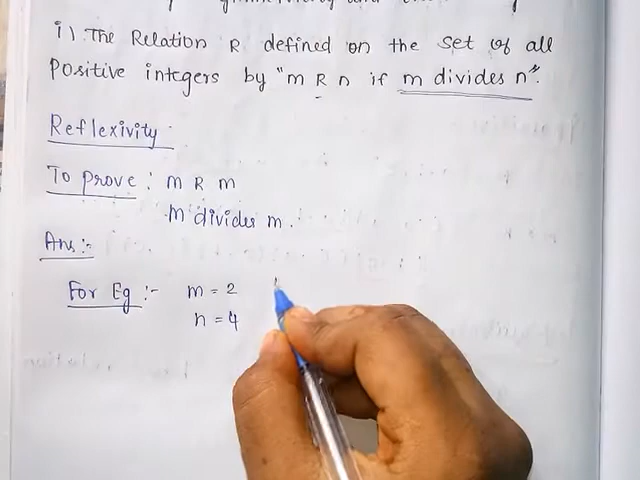 i) The Relation R defined on the set of all
Positive integers by "m R n if m divides n".
Reflexivity
To prove : m R m
m divides m.
Ans:-
For Eg :- m = 2
n = 4